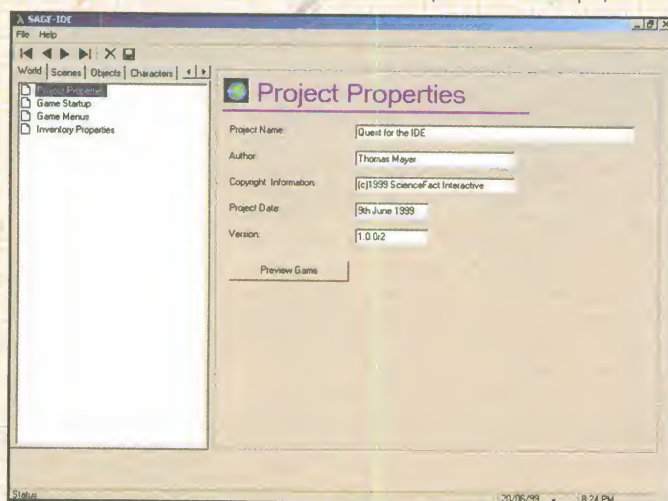 SAGE-IDE
File Help
World Scenes Objects Characters
Project Properties
Game Startup
Game Menus
Inventory Properties
Project Properties
Project Name: Quest for the IDE
Author Thomas Mayer
Copyright Information: (c)1999 ScienceFact Interactive
Project Date: 9th June 1999
Version: 1.0.0r2
Preview Game
Status 20/06/99 8:24 PM